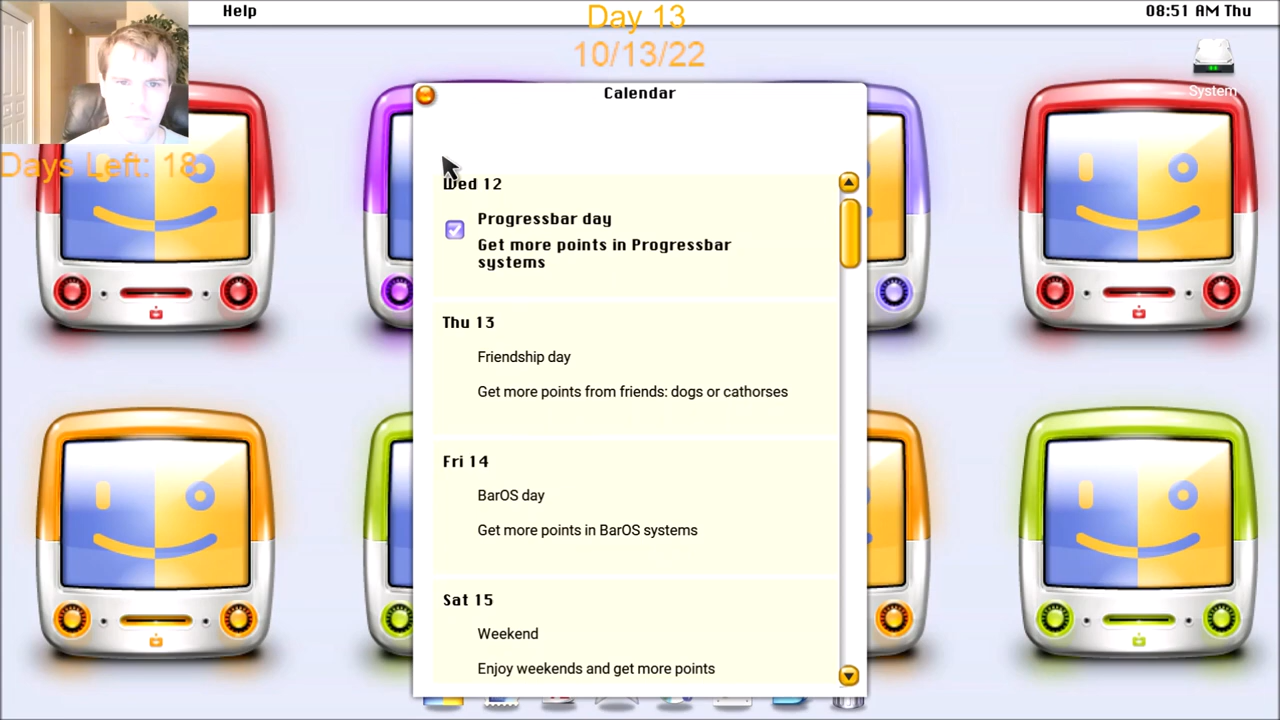 Help
Day 13
08:51 AM Thu
10/13/22
System
Days Left: 18
Calendar
Wed 12
Progressbar day
Get more points in Progressbar
systems
Thu 13
Friendship day
Get more points from friends: dogs or cathorses
Fri 14
BarOS day
Get more points in BarOS systems
Sat 15
Weekend
Enjoy weekends and get more points